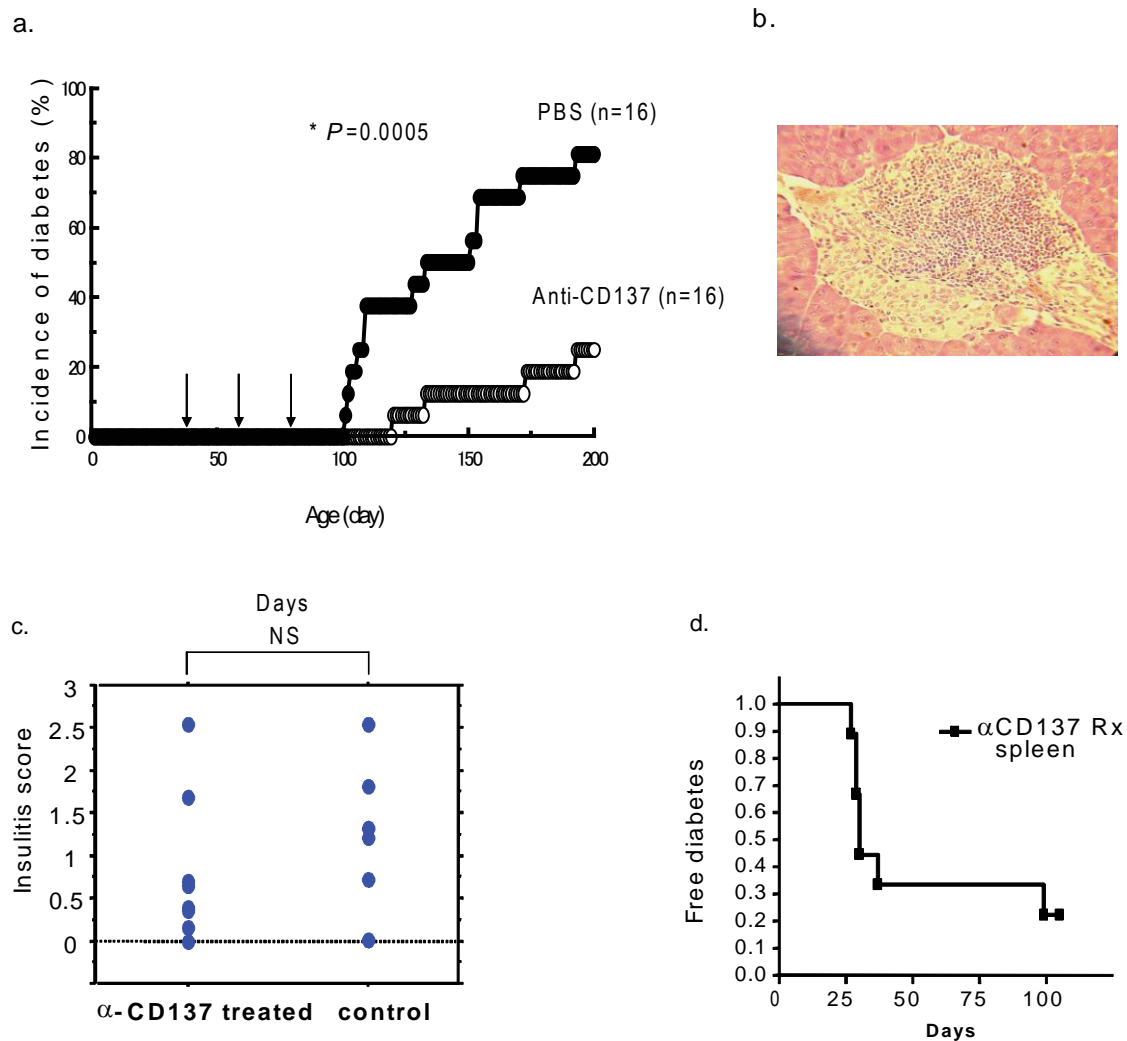 a.
b.
Incidence of diabetes (%)
100
80
60
40
20
0
* P=0.0005
PBS (n=16)
Anti-CD137 (n=16)
0 50 100 150 200
Age (day)
c.
Days
NS
Insulitis score
3
2.5
2
1.5
1
0.5
0
α-CD137 treated control
d.
Free diabetes
1.0
0.9
0.8
0.7
0.6
0.5
0.4
0.3
0.2
0.1
0.0
αCD137 Rx
spleen
0 25 50 75 100
Days